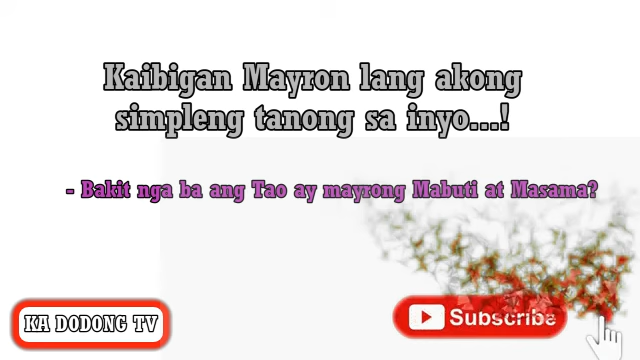 Kaibigan Mayron lang akong
simpleng tanong sa inyo...!
- Bakit nga ba ang Tao ay mayrong Mabuti at Masama?
KA DODONG TV
Subscribe